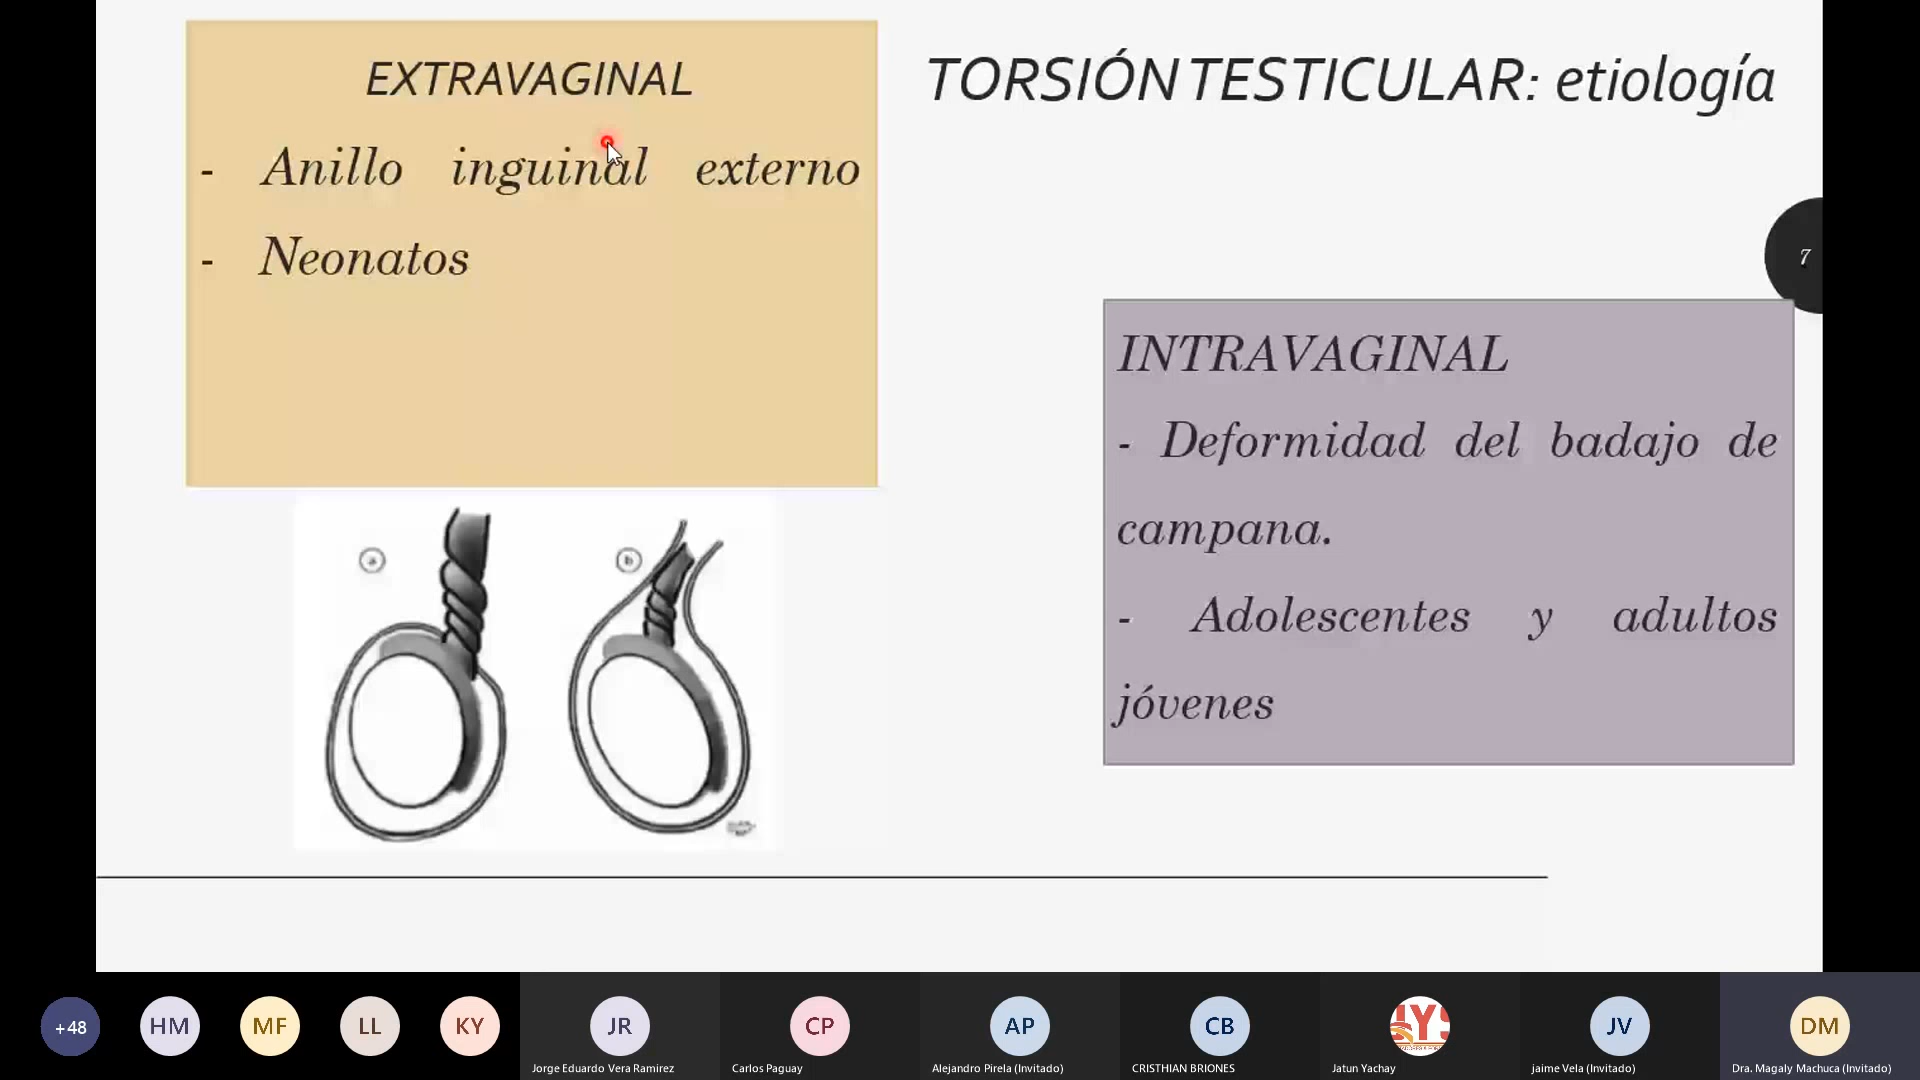 EXTRAVAGINAL
- Anillo inguinal externo
- Neonatos
TORSIÓN TESTICULAR: etiología
7
INTRAVAGINAL
- Deformidad del badajo de
campana.
- Adolescentes y adultos
jóvenes
a
b
+48
HM
MF
LL
KY
JR
Jorge Eduardo Vera Ramirez
CP
Carlos Paguay
AP
Alejandro Pirela (Invitado)
CB
CRISTHIAN BRIONES
Jatun Yachay
JV
jaime Vela (Invitado)
DM
Dra. Magaly Machuca (Invitado)